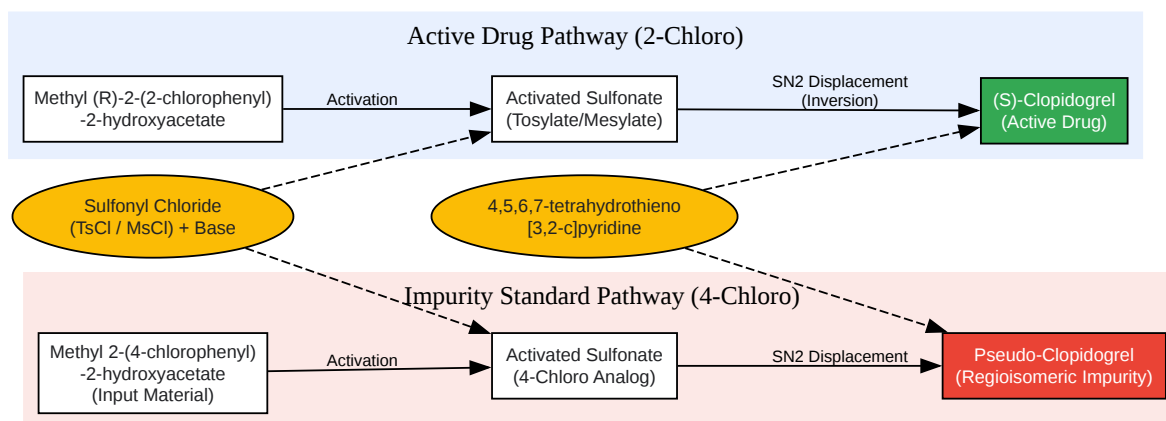 Active Drug Pathway (2-Chloro)
Methyl (R)-2-(2-chlorophenyl)
-2-hydroxyacetate
Activation
Activated Sulfonate
(Tosylate/Mesylate)
SN2 Displacement
(Inversion)
(S)-Clopidogrel
(Active Drug)
Sulfonyl Chloride
(TsCl / MsCl) + Base
4,5,6,7-tetrahydrothieno
[3,2-c]pyridine
Impurity Standard Pathway (4-Chloro)
Methyl 2-(4-chlorophenyl)
-2-hydroxyacetate
(Input Material)
Activation
Activated Sulfonate
(4-Chloro Analog)
SN2 Displacement
Pseudo-Clopidogrel
(Regioisomeric Impurity)